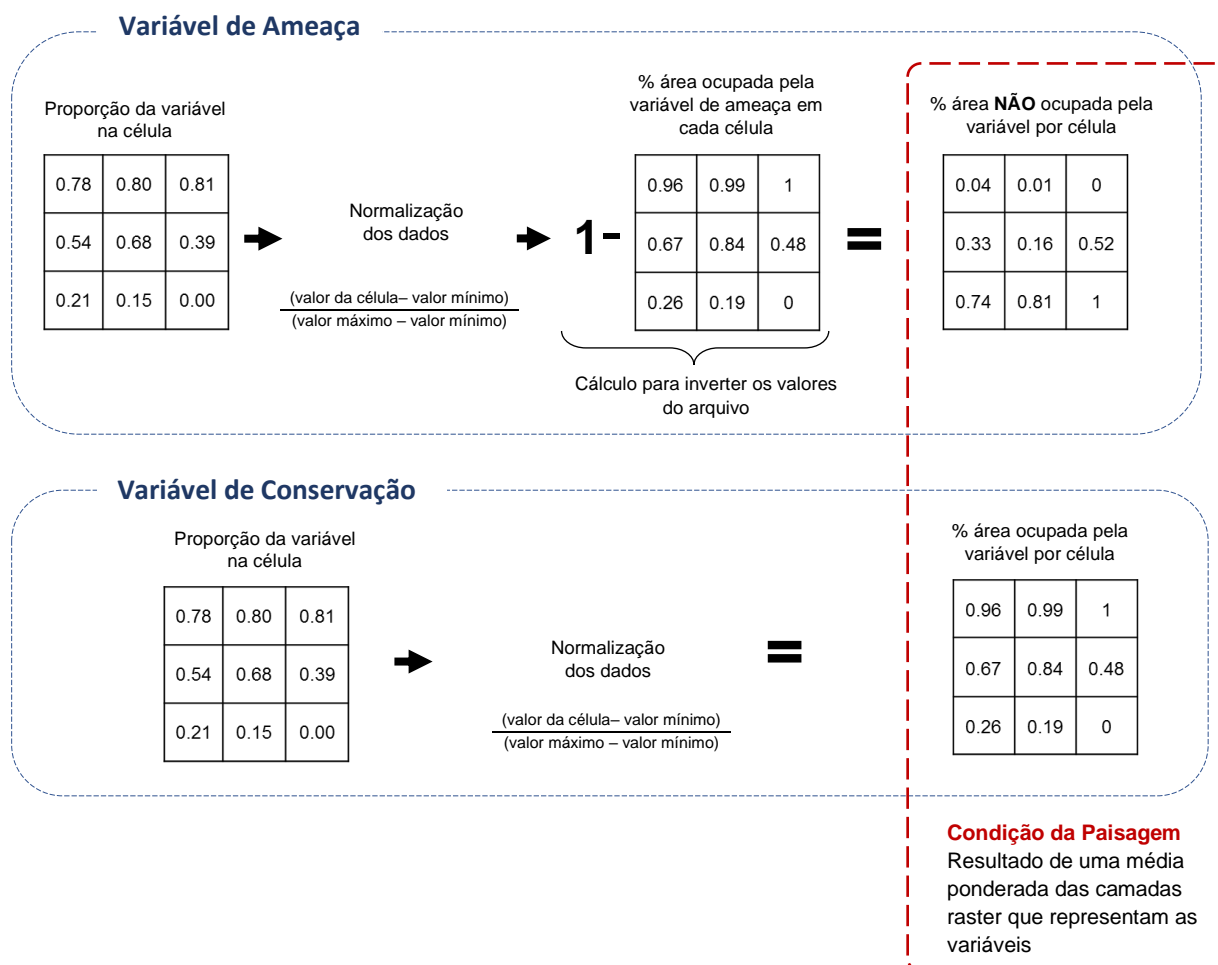 Variável de Ameaça
Proporção da variável
na célula
0.78 0.80 0.81
0.54 0.68 0.39
0.21 0.15 0.00
Normalização
dos dados
(valor da célula– valor mínimo)
(valor máximo – valor mínimo)
1-
% área ocupada pela
variável de ameaça em
cada célula
0.96 0.99 1
0.67 0.84 0.48
0.26 0.19 0
Cálculo para inverter os valores
do arquivo
=
% área NÃO ocupada pela
variável por célula
0.04 0.01 0
0.33 0.16 0.52
0.74 0.81 1
Variável de Conservação
Proporção da variável
na célula
0.78 0.80 0.81
0.54 0.68 0.39
0.21 0.15 0.00
Normalização
dos dados
(valor da célula– valor mínimo)
(valor máximo – valor mínimo)
=
% área ocupada pela
variável por célula
0.96 0.99 1
0.67 0.84 0.48
0.26 0.19 0
Condição da Paisagem
Resultado de uma média
ponderada das camadas
raster que representam as
variáveis